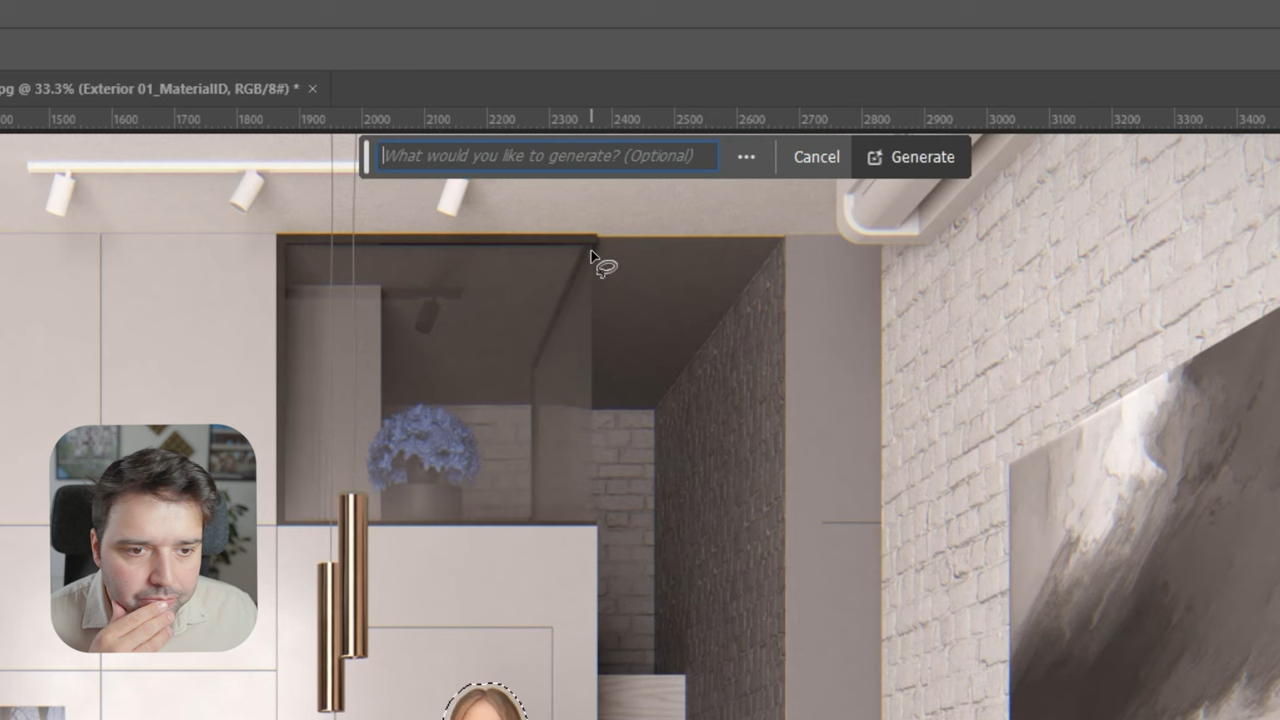 pg @ 33.3% (Exterior 01_MaterialID, RGB/8#) * ×
00 1500 1600 1700 1800 1900 2000 2100 2200 2300 2400 2500 2600 2700 2800 2900 3000 3100 3200 3300 3400
What would you like to generate? (Optional) ••• Cancel Generate